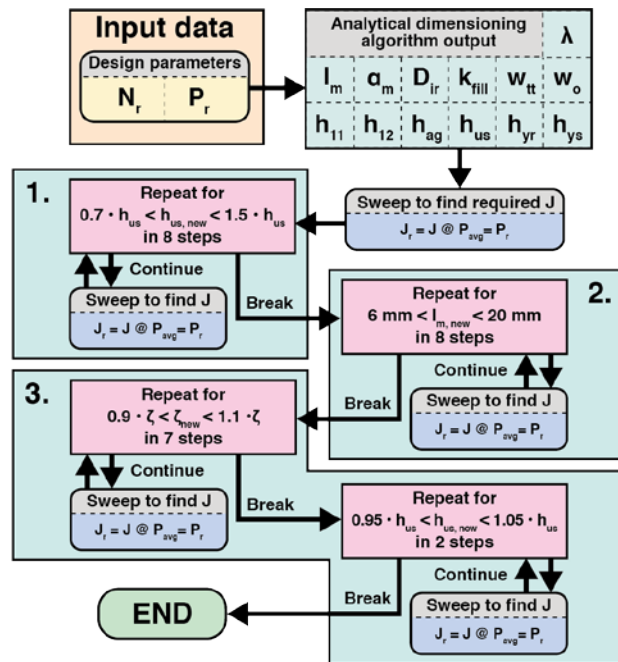 Input data
Design parameters
N_r P_r
Analytical dimensioning
algorithm output
λ
l_m α_m D_ir k_fill w_tt w_o
h_11 h_12 h_ag h_us h_yr h_ys
Sweep to find required J
J_r = J @ P_avg = P_r
1.
Repeat for
0.7 · h_us < h_us, new < 1.5 · h_us
in 8 steps
Continue
Sweep to find J
J_r = J @ P_avg = P_r
Break
2.
Repeat for
6 mm < l_m, new < 20 mm
in 8 steps
Continue
Sweep to find J
J_r = J @ P_avg = P_r
Break
3.
Repeat for
0.9 · ζ < ζ_new < 1.1 · ζ
in 7 steps
Continue
Sweep to find J
J_r = J @ P_avg = P_r
Break
Repeat for
0.95 · h_us < h_us, new < 1.05 · h_us
in 2 steps
Continue
Sweep to find J
J_r = J @ P_avg = P_r
Break
END